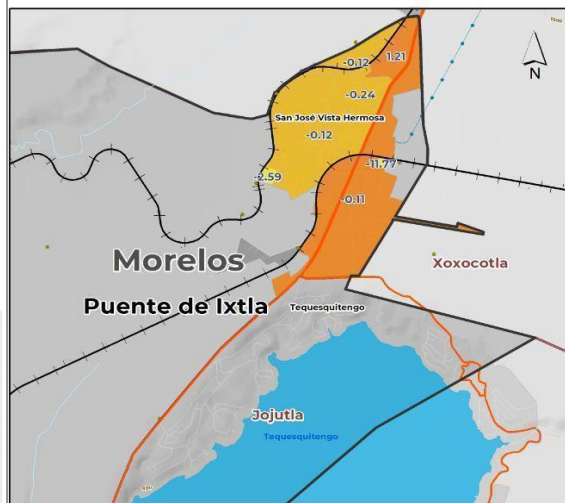 -0.12
1.21
N
-0.24
San José Vista Hermosa
-0.12
-11.77
-2.59
-0.11
Morelos
Xoxocotla
Puente de Ixtla
Tequesquitengo
Jojutla
Tequesquitengo